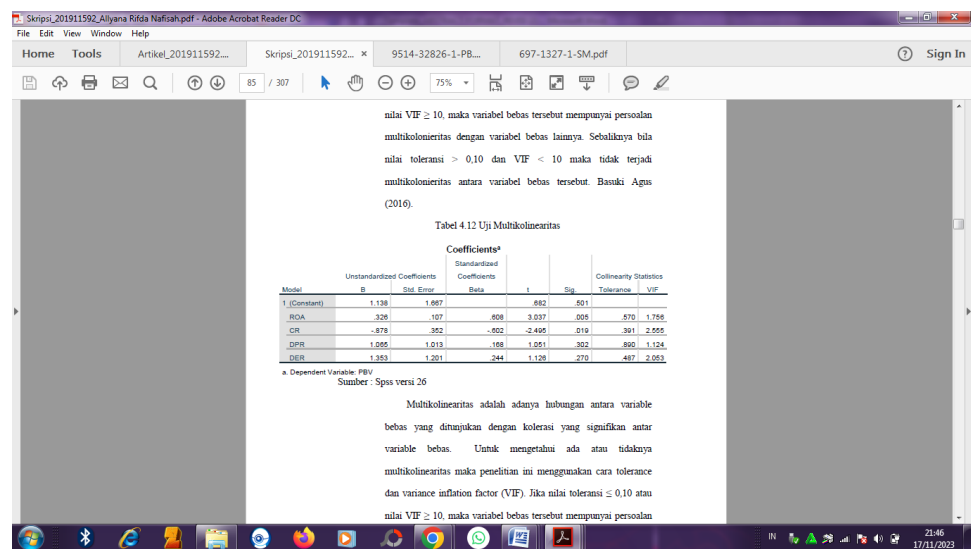 Skripsi_201911592_Allyana Rifda Nafisah.pdf - Adobe Acrobat Reader DC
File Edit View Window Help
Home Tools Artikel_201911592.... Skripsi_201911592... × 9514-32826-1-PB.... 697-1327-1-SM.pdf ? Sign In
85 / 307 75%
nilai VIF ≥ 10, maka variabel bebas tersebut mempunyai persoalan
multikolonieritas dengan variabel bebas lainnya. Sebaliknya bila
nilai toleransi > 0,10 dan VIF < 10 maka tidak terjadi
multikolonieritas antara variabel bebas tersebut. Basuki Agus
(2016).
Tabel 4.12 Uji Multikolinearitas
Coefficientsᵃ
Standardized
Unstandardized Coefficients Coefficients Collinearity Statistics
Model B Std. Error Beta t Sig. Tolerance VIF
1 (Constant) 1.138 1.667 .682 .501
ROA .326 .107 .608 3.037 .005 .570 1.756
CR -.878 .352 -.602 -2.495 .019 .391 2.555
DPR 1.065 1.013 .168 1.051 .302 .890 1.124
DER 1.353 1.201 .244 1.126 .270 .487 2.053
a. Dependent Variable: PBV
Sumber : Spss versi 26
Multikolinearitas adalah adanya hubungan antara variable
bebas yang ditunjukan dengan kolerasi yang signifikan antar
variable bebas. Untuk mengetahui ada atau tidaknya
multikolinearitas maka penelitian ini menggunakan cara tolerance
dan variance inflation factor (VIF). Jika nilai toleransi ≤ 0,10 atau
nilai VIF ≥ 10, maka variabel bebas tersebut mempunyai persoalan
IN 21:46
17/11/2023